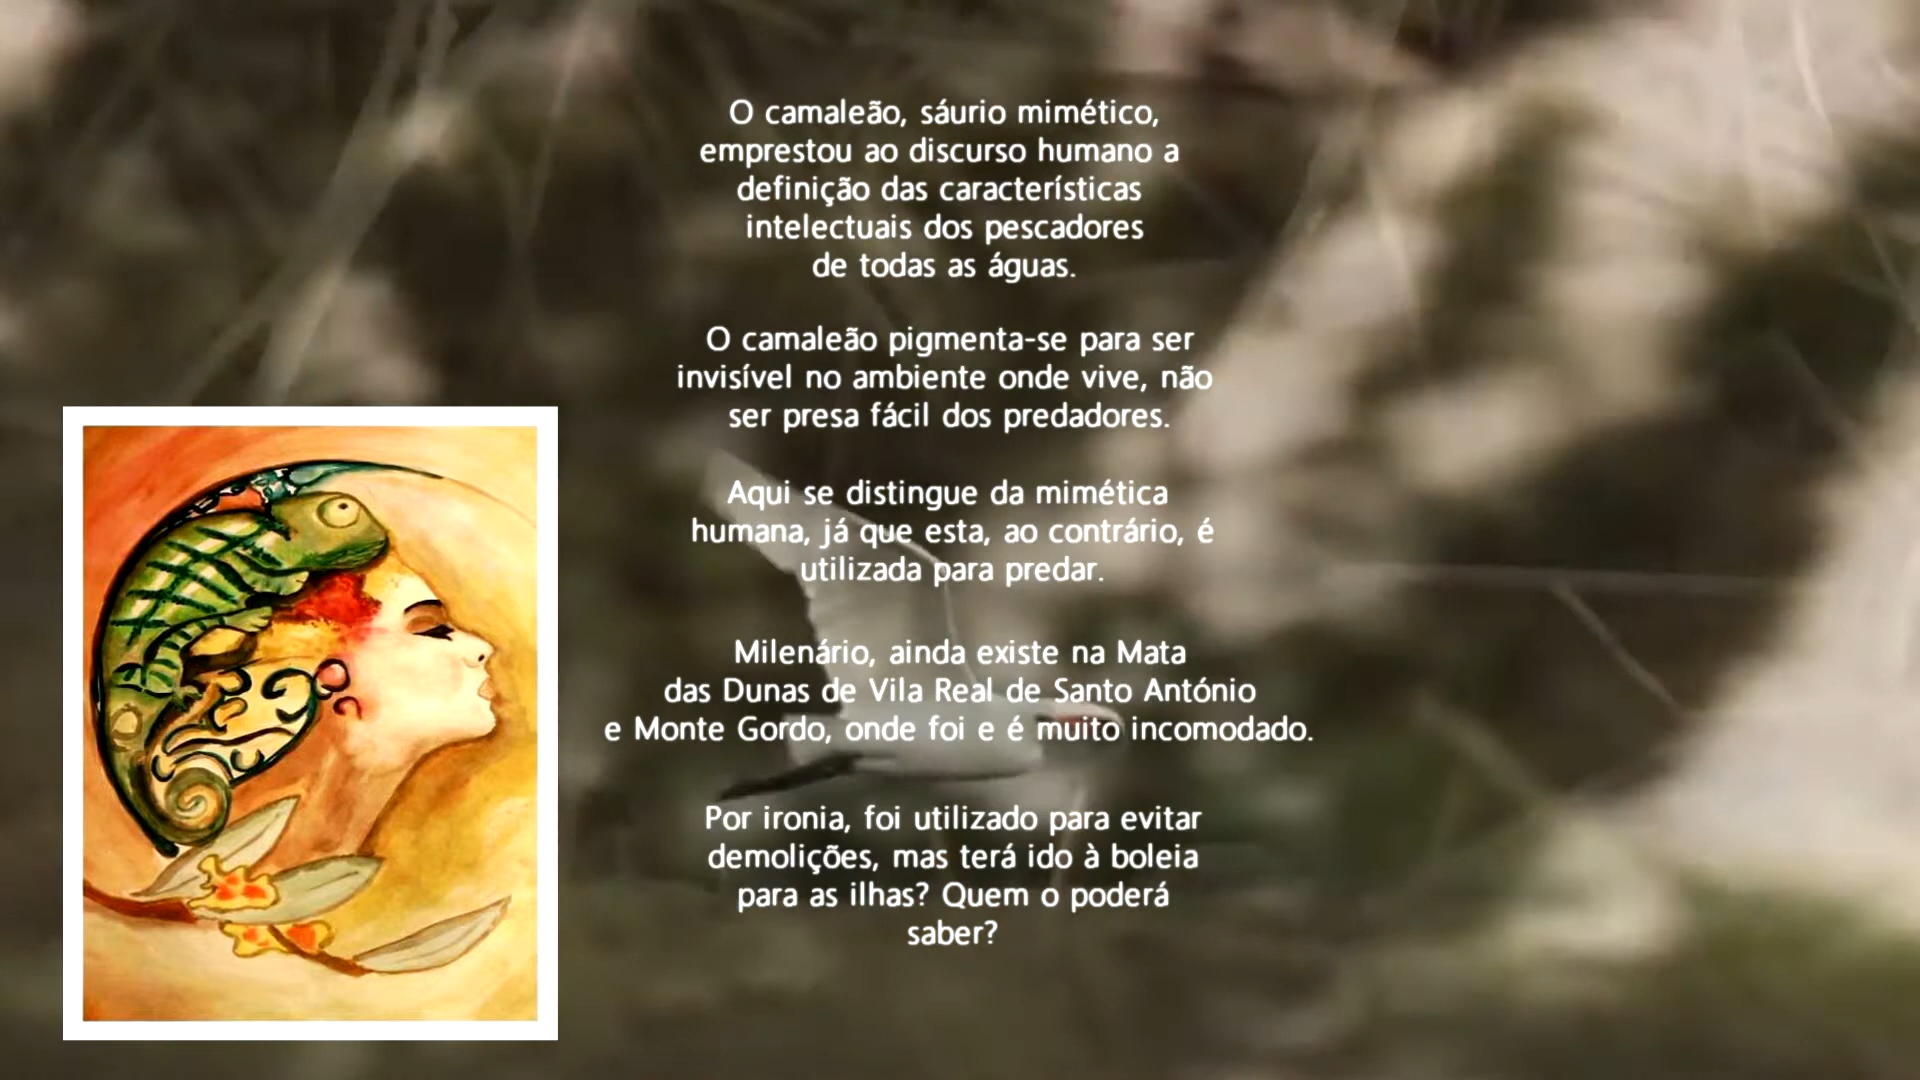 O camaleão, sáurio mimético,
emprestou ao discurso humano a
definição das características
intelectuais dos pescadores
de todas as águas.
O camaleão pigmenta-se para ser
invisível no ambiente onde vive, não
ser presa fácil dos predadores.
Aqui se distingue da mimética
humana, já que esta, ao contrário, é
utilizada para predar.
Milenário, ainda existe na Mata
das Dunas de Vila Real de Santo António
e Monte Gordo, onde foi e é muito incomodado.
Por ironia, foi utilizado para evitar
demolições, mas terá ido à boleia
para as ilhas? Quem o poderá
saber?